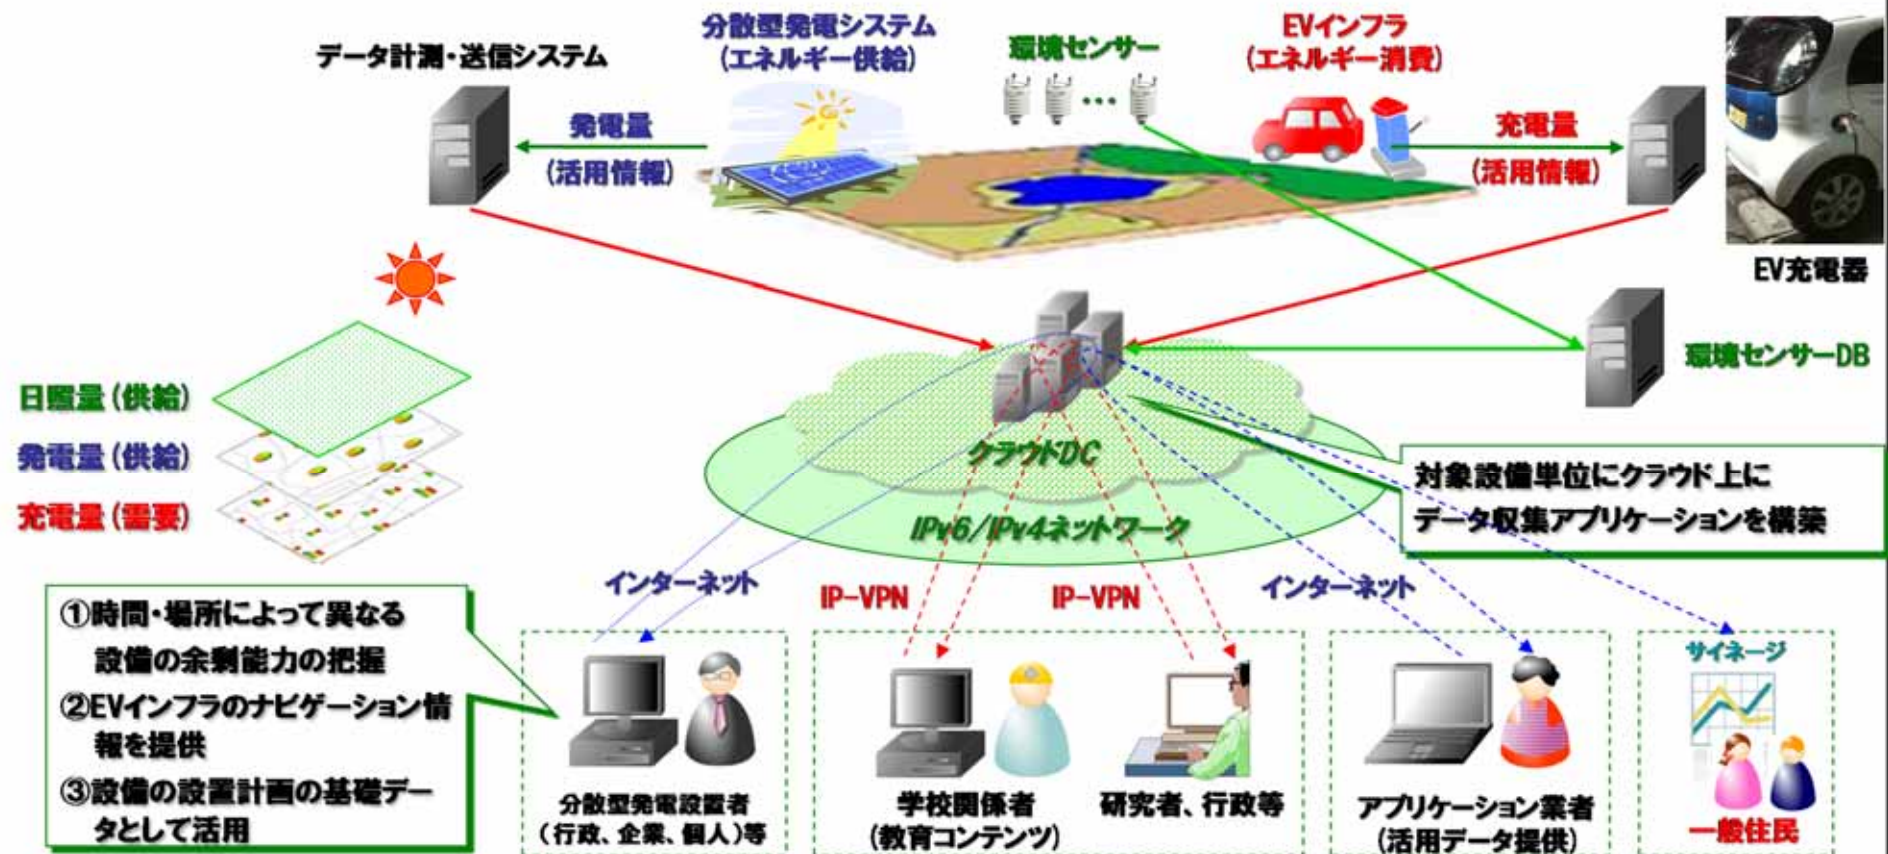 データ計測・送信システム
分散型発電システム
(エネルギー供給)
環境センサー
EVインフラ
(エネルギー消費)
発電量
(活用情報)
…
充電量
(活用情報)
EV充電器
環境センサーDB
日照量(供給)
発電量(供給)
充電量(需要)
クラウドDC
IPv6/IPv4ネットワーク
対象設備単位にクラウド上に
データ収集アプリケーションを構築
インターネット
IP-VPN
IP-VPN
インターネット
①時間・場所によって異なる
設備の余剰能力の把握
②EVインフラのナビゲーション情
報を提供
③設備の設置計画の基礎デー
タとして活用
分散型発電設置者
(行政、企業、個人)等
学校関係者
(教育コンテンツ)
研究者、行政等
アプリケーション業者
(活用データ提供)
サイネージ
一般住民